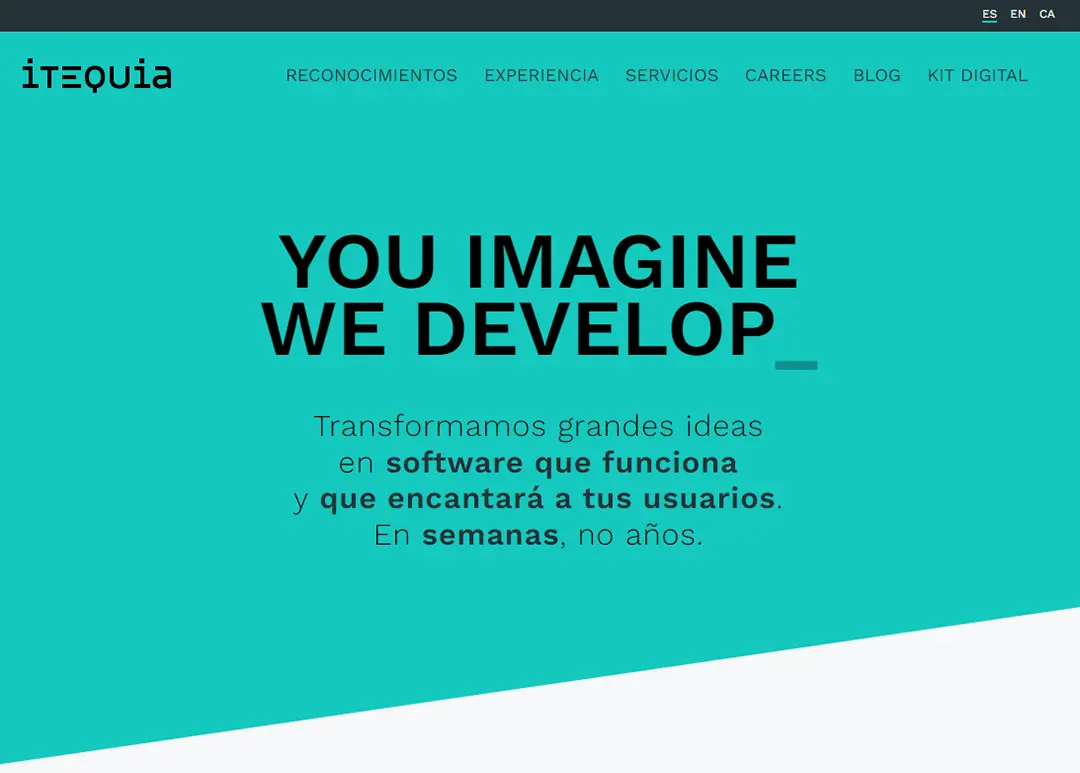 ES EN CA
iTEQUia
RECONOCIMIENTOS EXPERIENCIA SERVICIOS CAREERS BLOG KIT DIGITAL
YOU IMAGINE
WE DEVELOP_
Transformamos grandes ideas
en software que funciona
y que encantará a tus usuarios.
En semanas, no años.